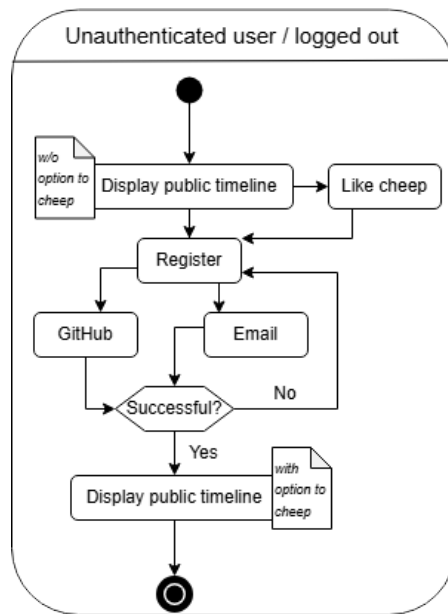 Unauthenticated user / logged out
w/o
option to
cheep
Display public timeline
Like cheep
Register
GitHub
Email
Successful?
No
Yes
Display public timeline
with
option to
cheep